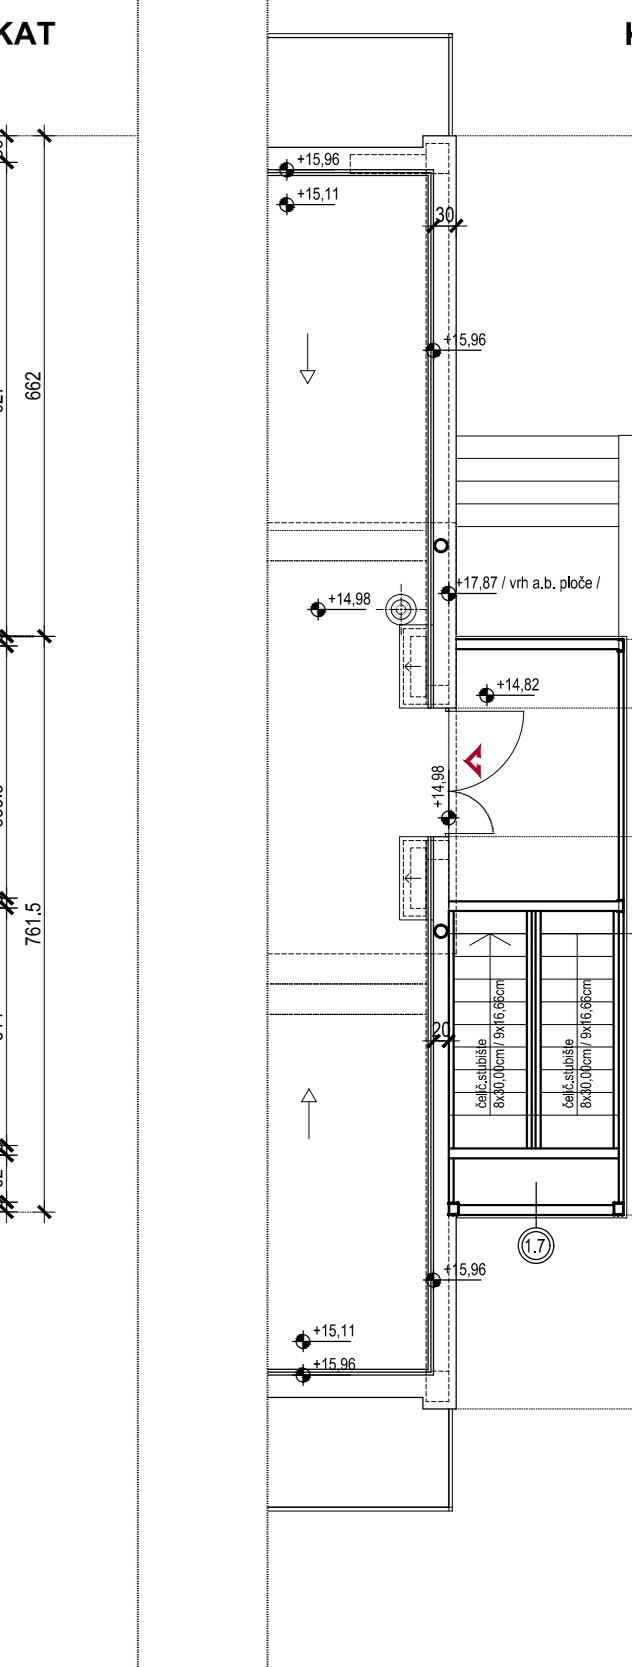 KAT
+15,96
+15,11
30
+15,96
662
+17,87 / vrh a.b. ploče /
+14,98
+14,82
+14,98
761.5
20
čelič.stubište
8x30,00cm / 9x16,66cm
čelič.stubište
8x30,00cm / 9x16,66cm
1.7
+15,96
+15,11
+15,96